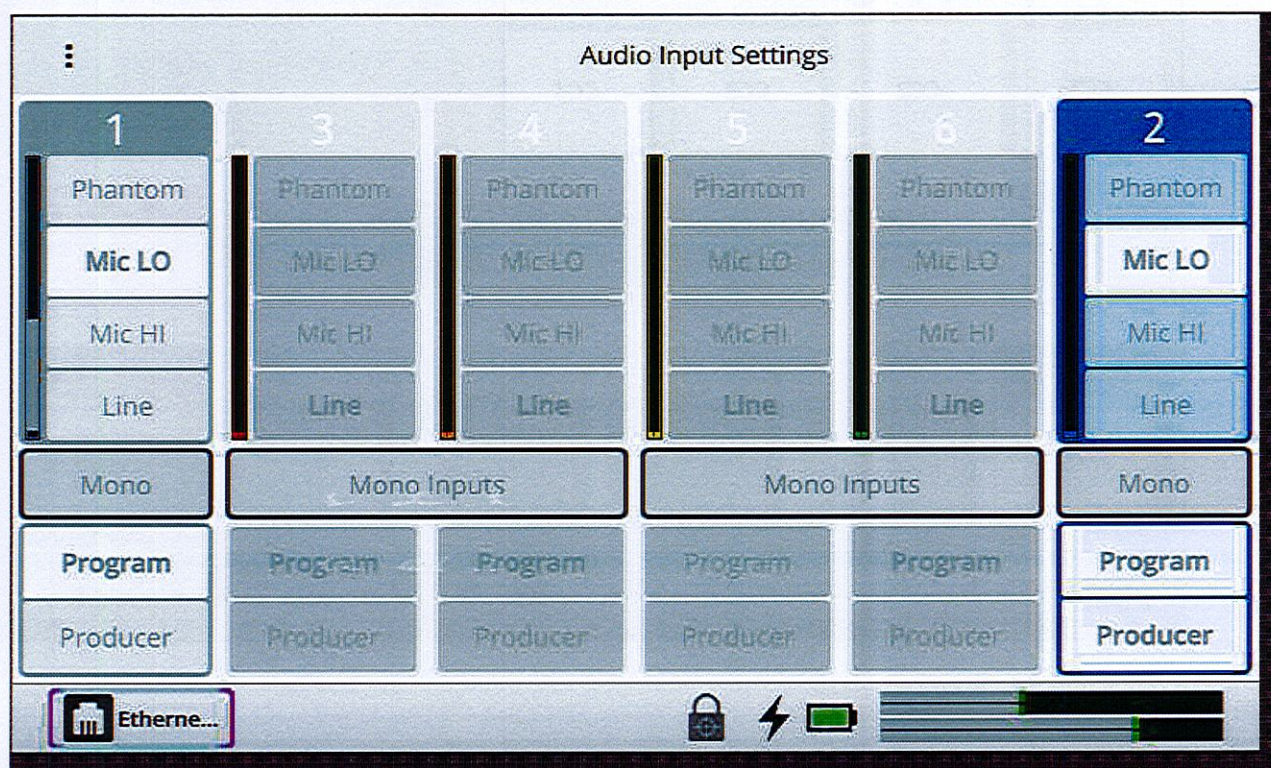 Audio Input Settings
1 3 4 5 6 2
Phantom Phantom Phantom Phantom Phantom Phantom
Mic LO Mic LO Mic LO Mic LO Mic LO Mic LO
Mic HI Mic HI Mic HI Mic HI Mic HI Mic HI
Line Line Line Line Line Line
Mono Mono Inputs Mono Inputs Mono
Program Program Program Program Program Program
Producer Producer Producer Producer Producer Producer
Etherne...